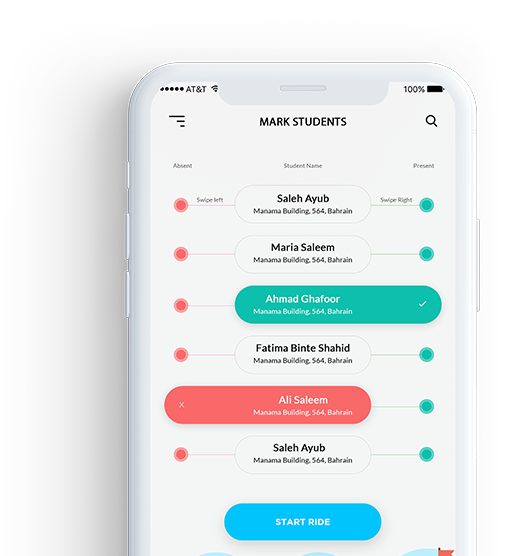 AT&T 100%
MARK STUDENTS
Absent Student Name Present
Swipe left Saleh Ayub Swipe Right
Manama Building, 564, Bahrain
Maria Saleem
Manama Building, 564, Bahrain
Ahmad Ghafoor
Manama Building, 564, Bahrain
Fatima Binte Shahid
Manama Building, 564, Bahrain
X Ali Saleem
Manama Building, 564, Bahrain
Saleh Ayub
Manama Building, 564, Bahrain
START RIDE